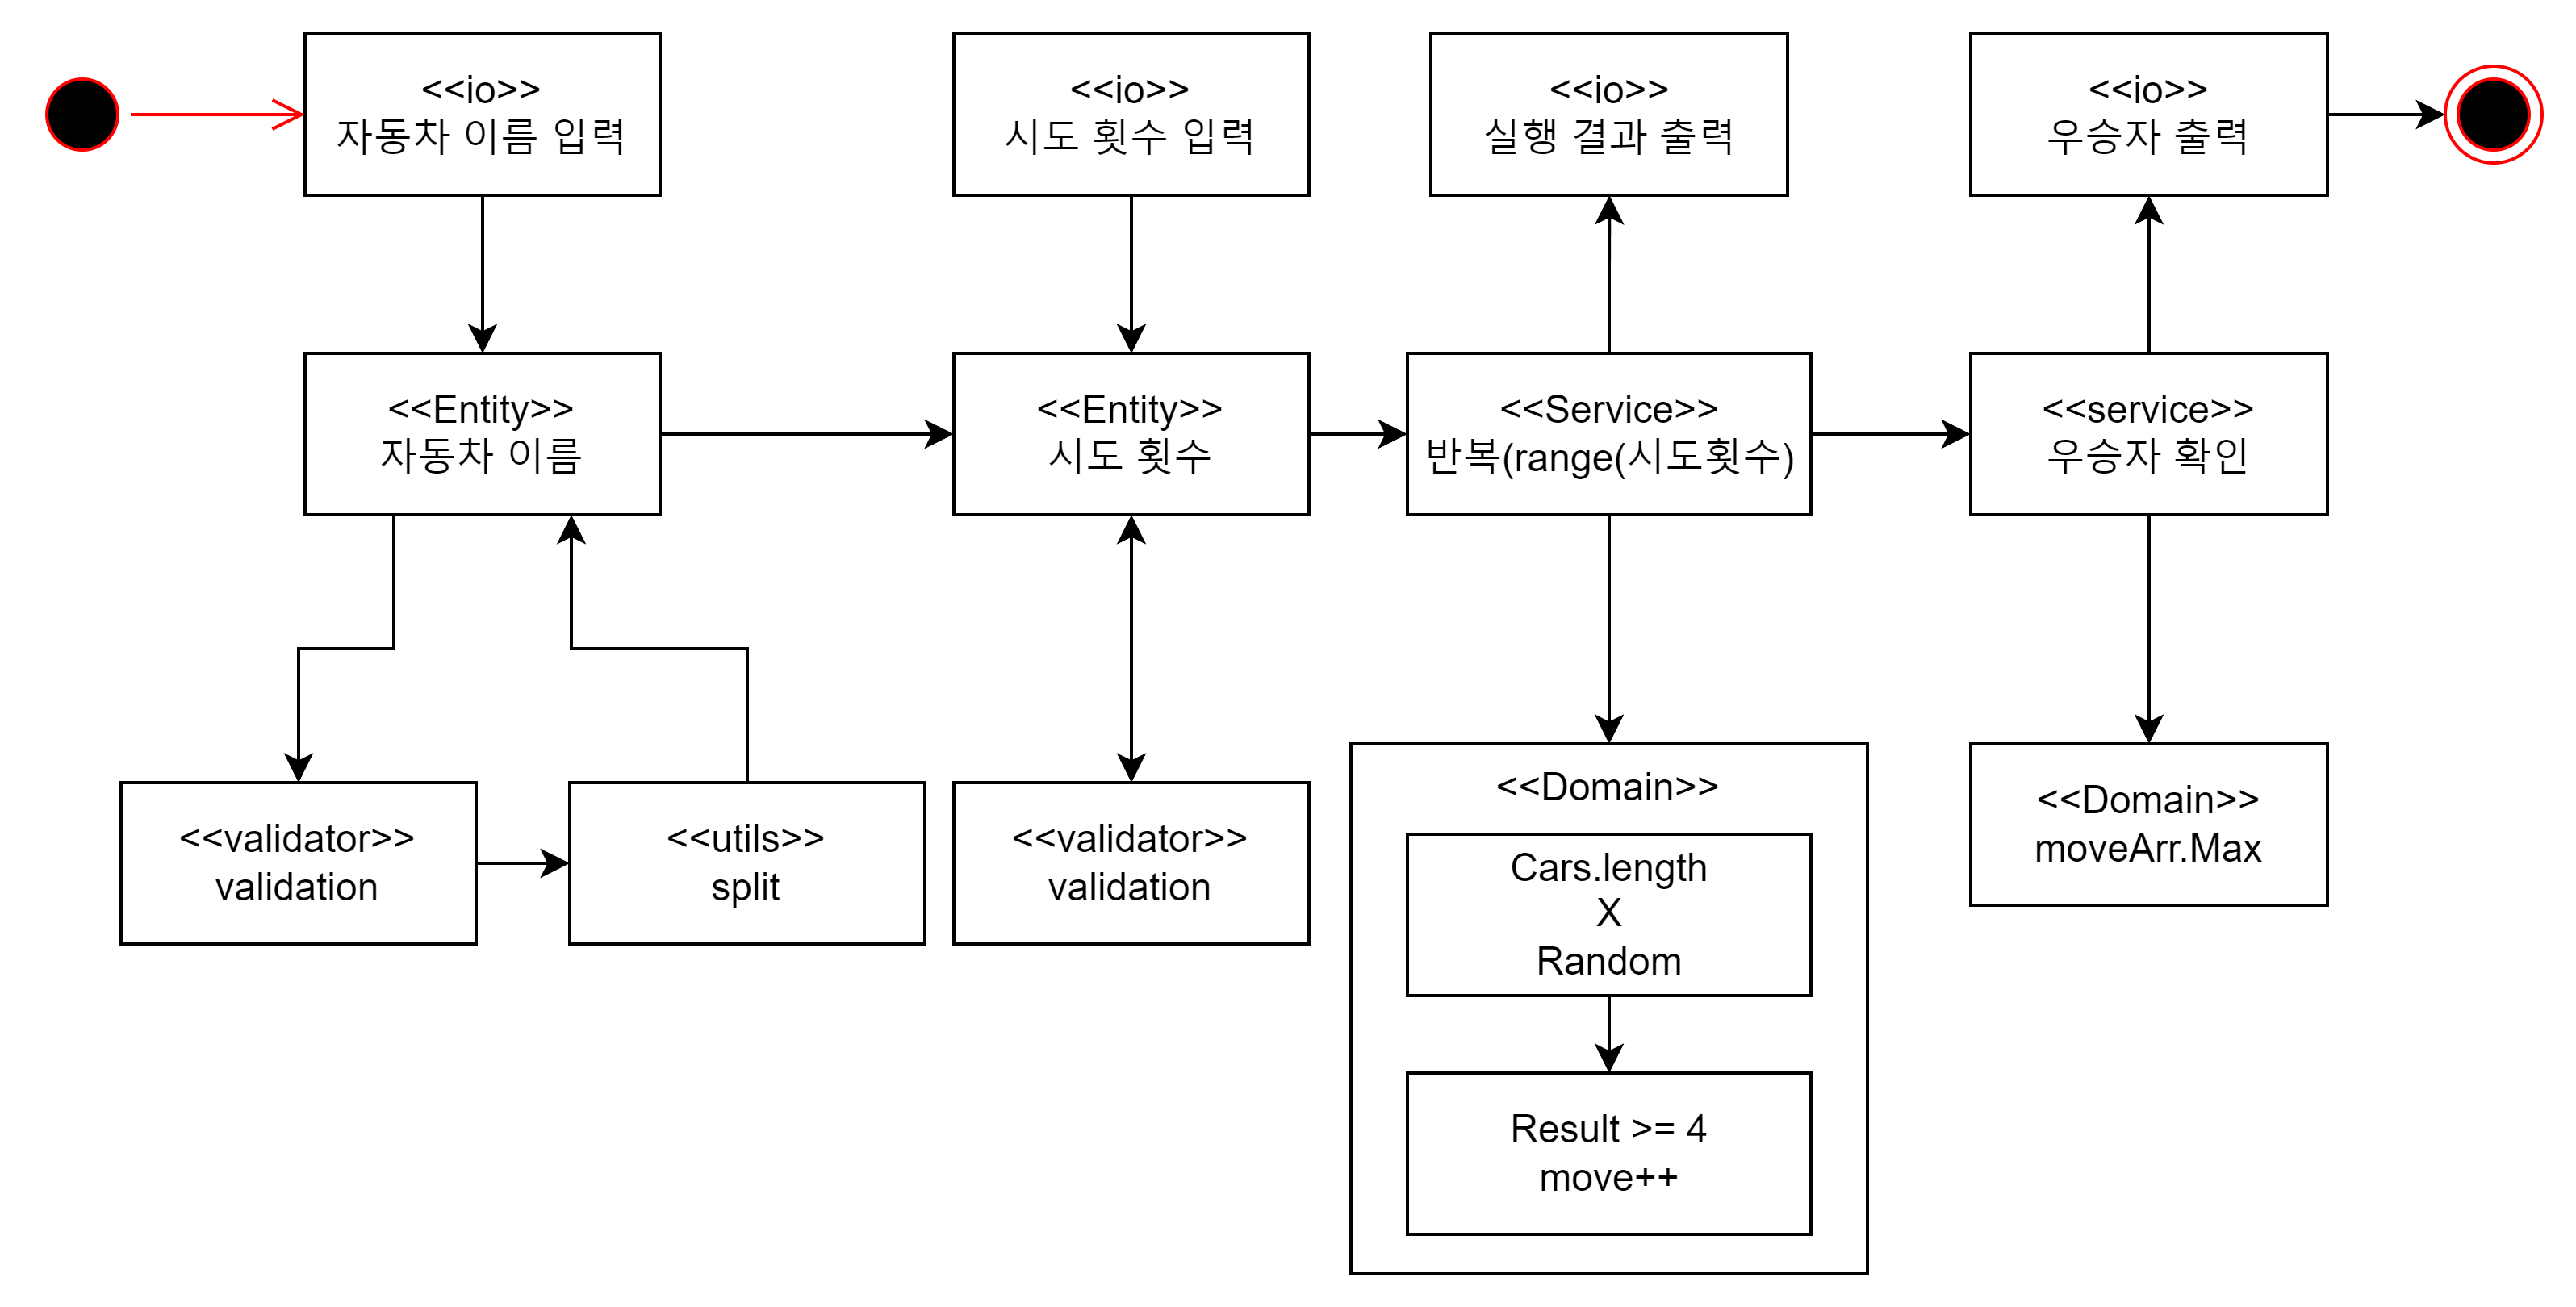 <<io>>
자동차 이름 입력
<<io>>
시도 횟수 입력
<<io>>
실행 결과 출력
<<io>>
우승자 출력
<<Entity>>
자동차 이름
<<Entity>>
시도 횟수
<<Service>>
반복(range(시도횟수)
<<service>>
우승자 확인
<<validator>>
validation
<<utils>>
split
<<validator>>
validation
<<Domain>>
Cars.length
X
Random
Result >= 4
move++
<<Domain>>
moveArr.Max